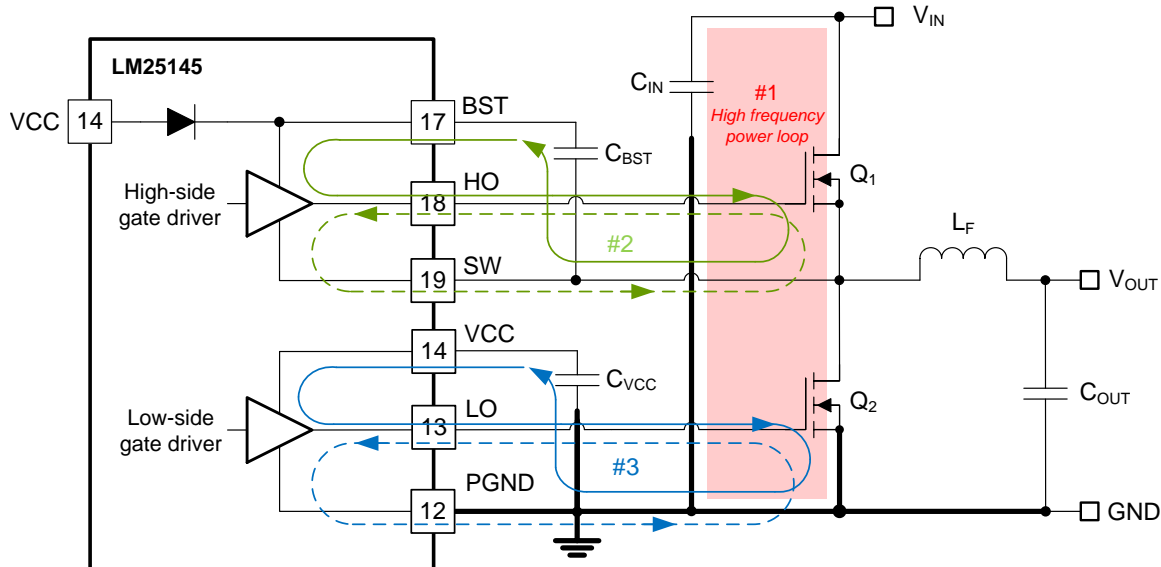 LM25145
VCC
14
17
BST
C_BST
High-side
gate driver
18
HO
#2
19
SW
14
VCC
C_VCC
Low-side
gate driver
13
LO
#3
12
PGND
V_IN
C_IN
#1
High frequency
power loop
Q_1
Q_2
L_F
V_OUT
C_OUT
GND